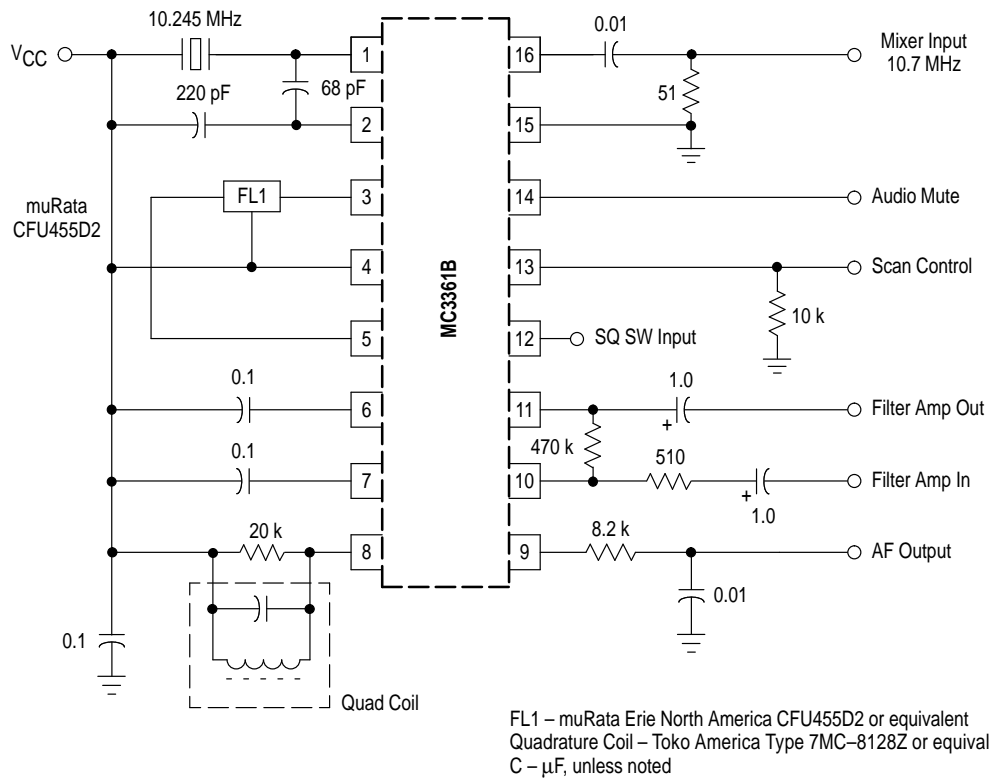 10.245 MHz
VCC
220 pF
68 pF
muRata
CFU455D2
FL1
0.1
0.1
20 k
0.1
Quad Coil
1
2
3
4
5
6
7
8
MC3361B
16
15
14
13
12
11
10
9
0.01
Mixer Input
10.7 MHz
51
Audio Mute
Scan Control
10 k
SQ SW Input
1.0
+
Filter Amp Out
470 k
510
+
1.0
Filter Amp In
8.2 k
AF Output
0.01
FL1 – muRata Erie North America CFU455D2 or equivalent
Quadrature Coil – Toko America Type 7MC–8128Z or equival
C – µF, unless noted